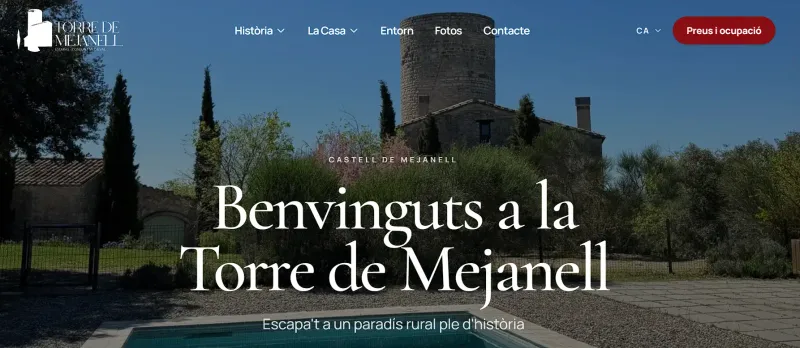 TORRE DE
MEJANELL
Història
La Casa
Entorn
Fotos
Contacte
CA
Preus i ocupació
CASTELL DE MEJANELL
Benvinguts a la
Torre de Mejanell
Escapa't a un paradís rural ple d'història